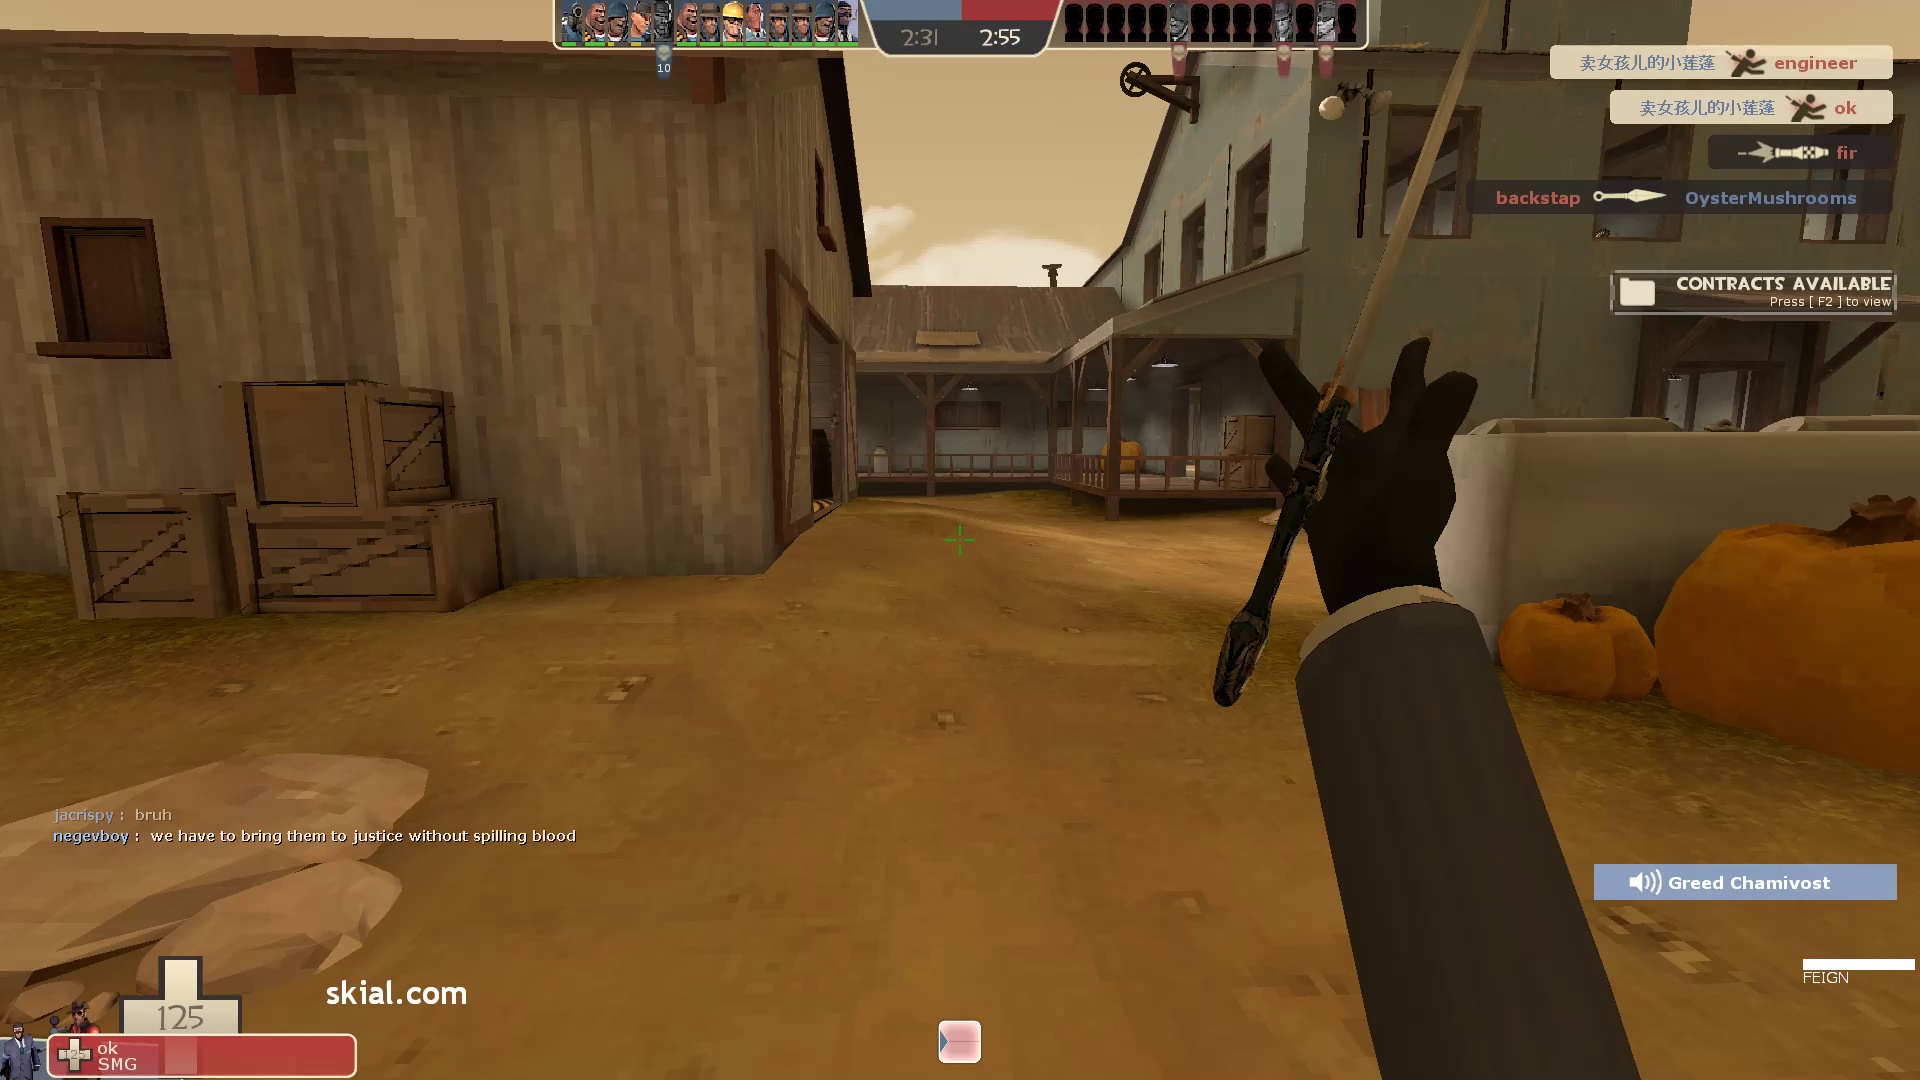 2:31
2:55
10
卖女孩儿的小莲蓬 engineer
卖女孩儿的小莲蓬 ok
fir
backstap OysterMushrooms
CONTRACTS AVAILABLE
Press [ F2 ] to view
jacrispy : bruh
negevboy : we have to bring them to justice without spilling blood
Greed Chamivost
FEIGN
skial.com
125
125
ok
SMG